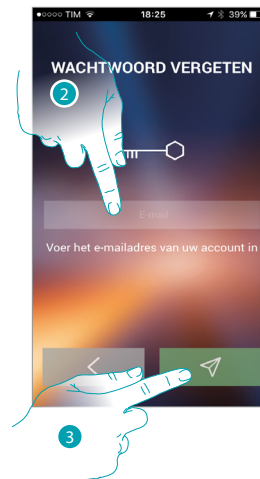 TIM 18:25 39%
WACHTWOORD VERGETEN
2
E-mail
Voer het e-mailadres van uw account in
3